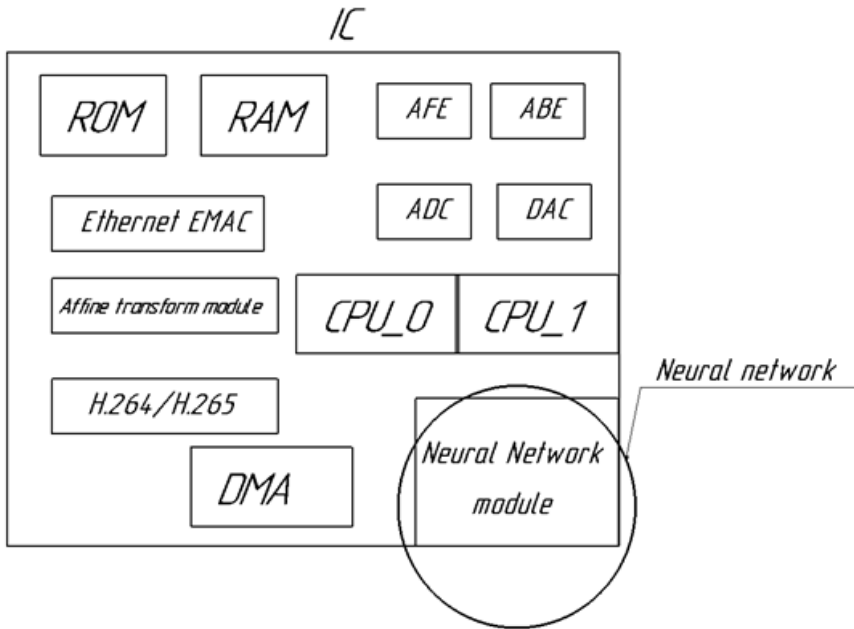 IC
ROM
RAM
AFE
ABE
Ethernet EMAC
ADC
DAC
Affine transform module
CPU_0
CPU_1
Neural network
H.264/H.265
Neural Network
module
DMA